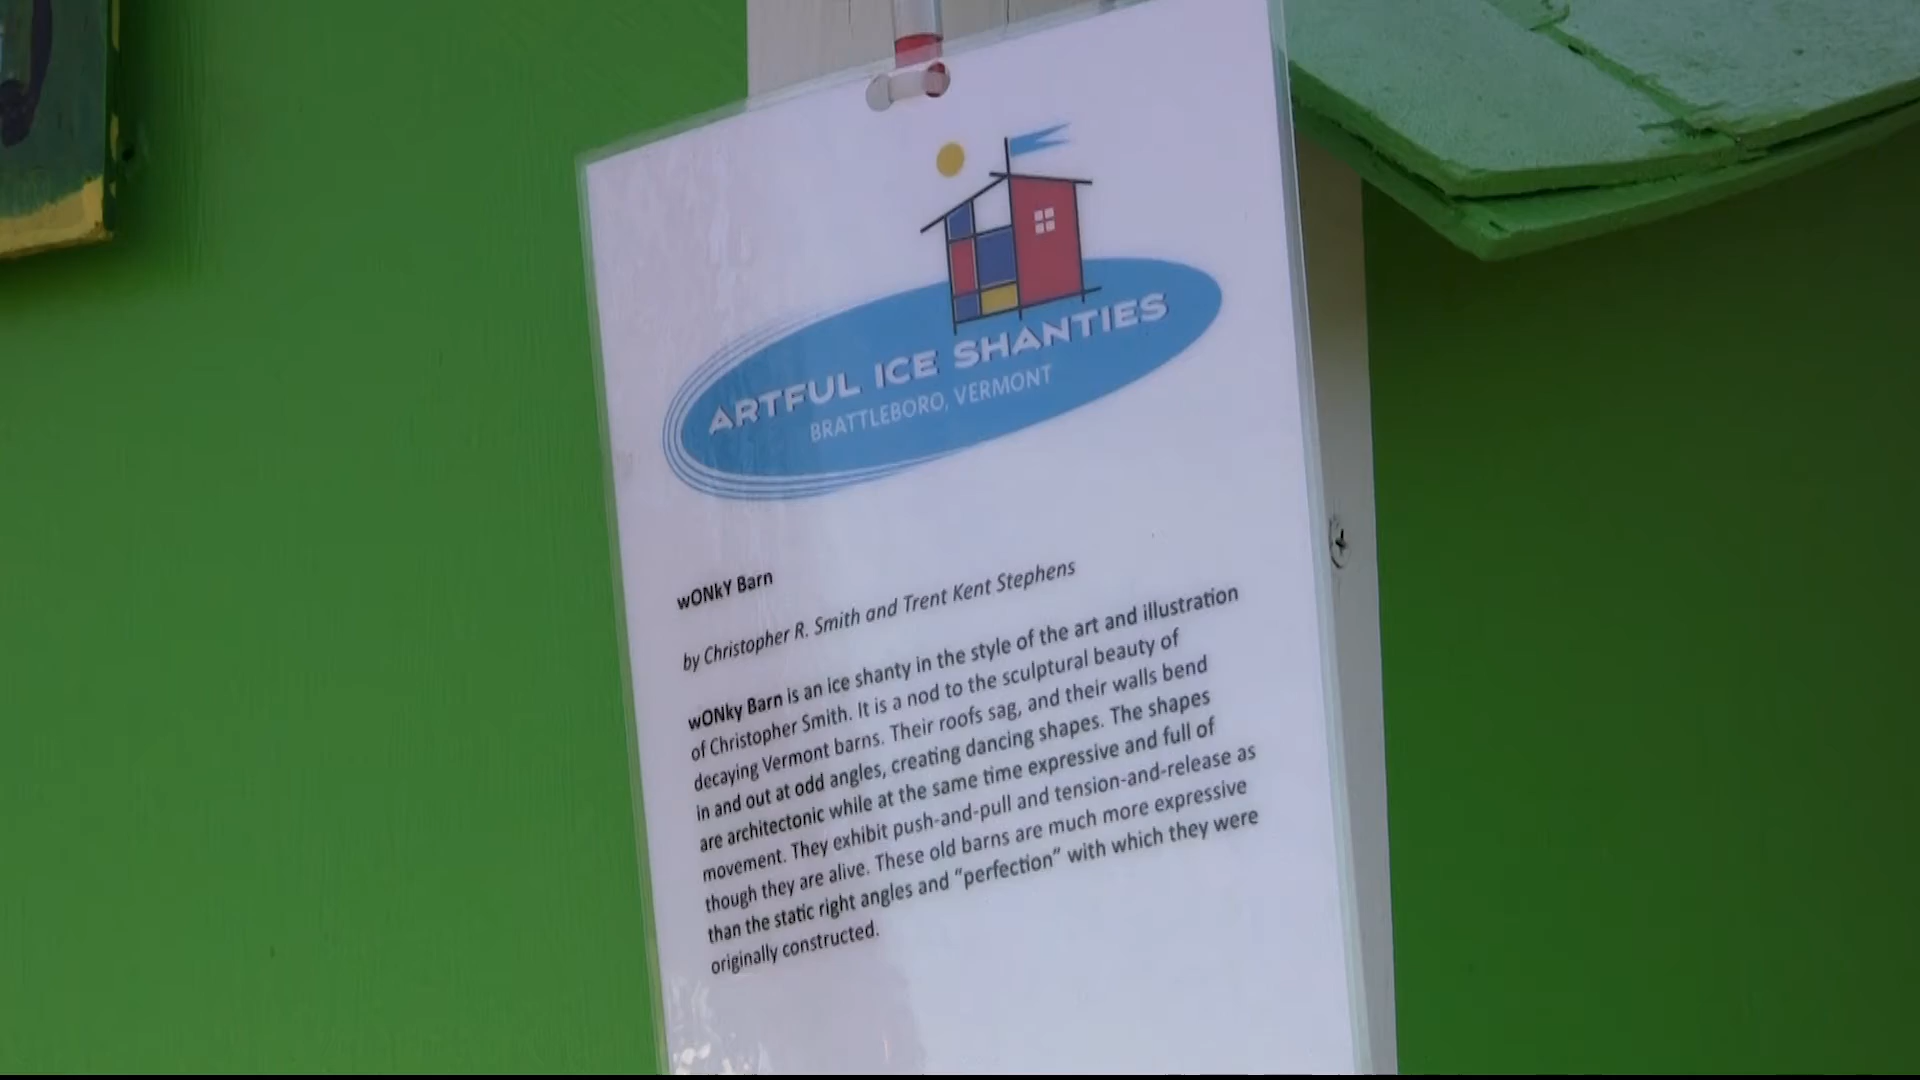 ARTFUL ICE SHANTIES
BRATTLEBORO, VERMONT
wONkY Barn
by Christopher R. Smith and Trent Kent Stephens
wONky Barn is an ice shanty in the style of the art and illustration
of Christopher Smith. It is a nod to the sculptural beauty of
decaying Vermont barns. Their roofs sag, and their walls bend
in and out at odd angles, creating dancing shapes. The shapes
are architectonic while at the same time expressive and full of
movement. They exhibit push-and-pull and tension-and-release as
though they are alive. These old barns are much more expressive
than the static right angles and “perfection” with which they were
originally constructed.